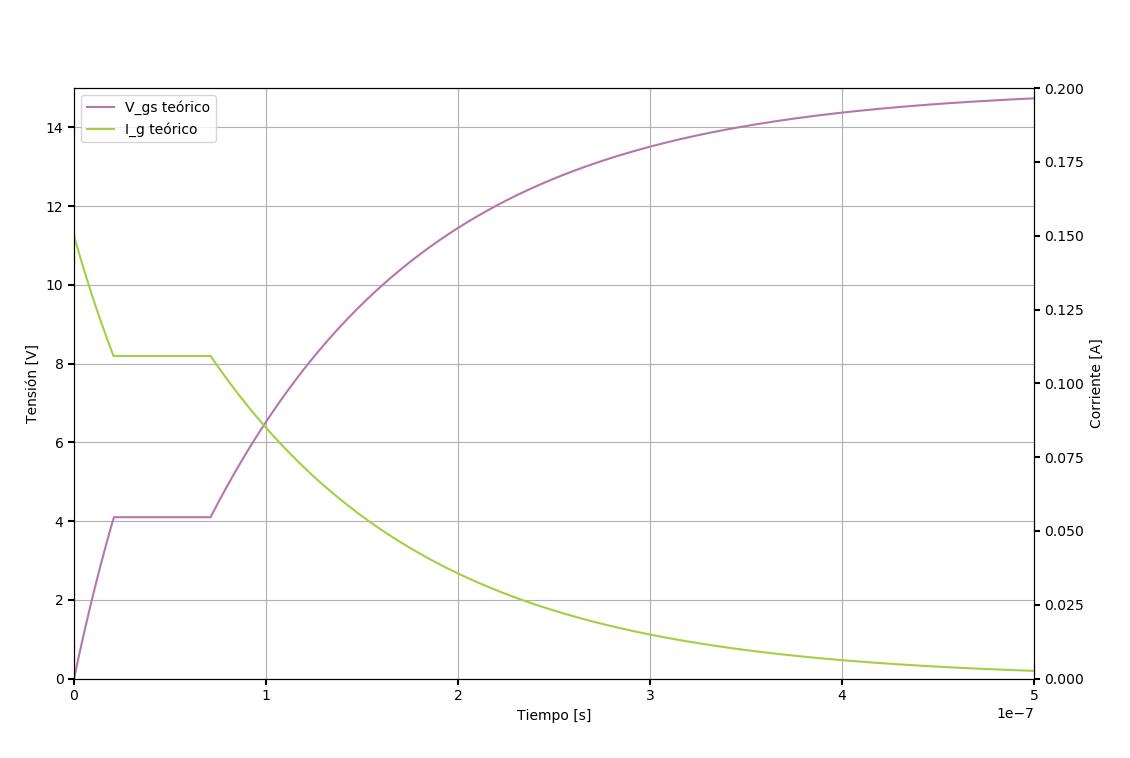 V_gs teórico
I_g teórico
Tensión [V]
14
12
10
8
6
4
2
0
0.200
0.175
0.150
0.125
0.100
0.075
0.050
0.025
0.000
Corriente [A]
0 1 2 3 4 5
1e−7
Tiempo [s]